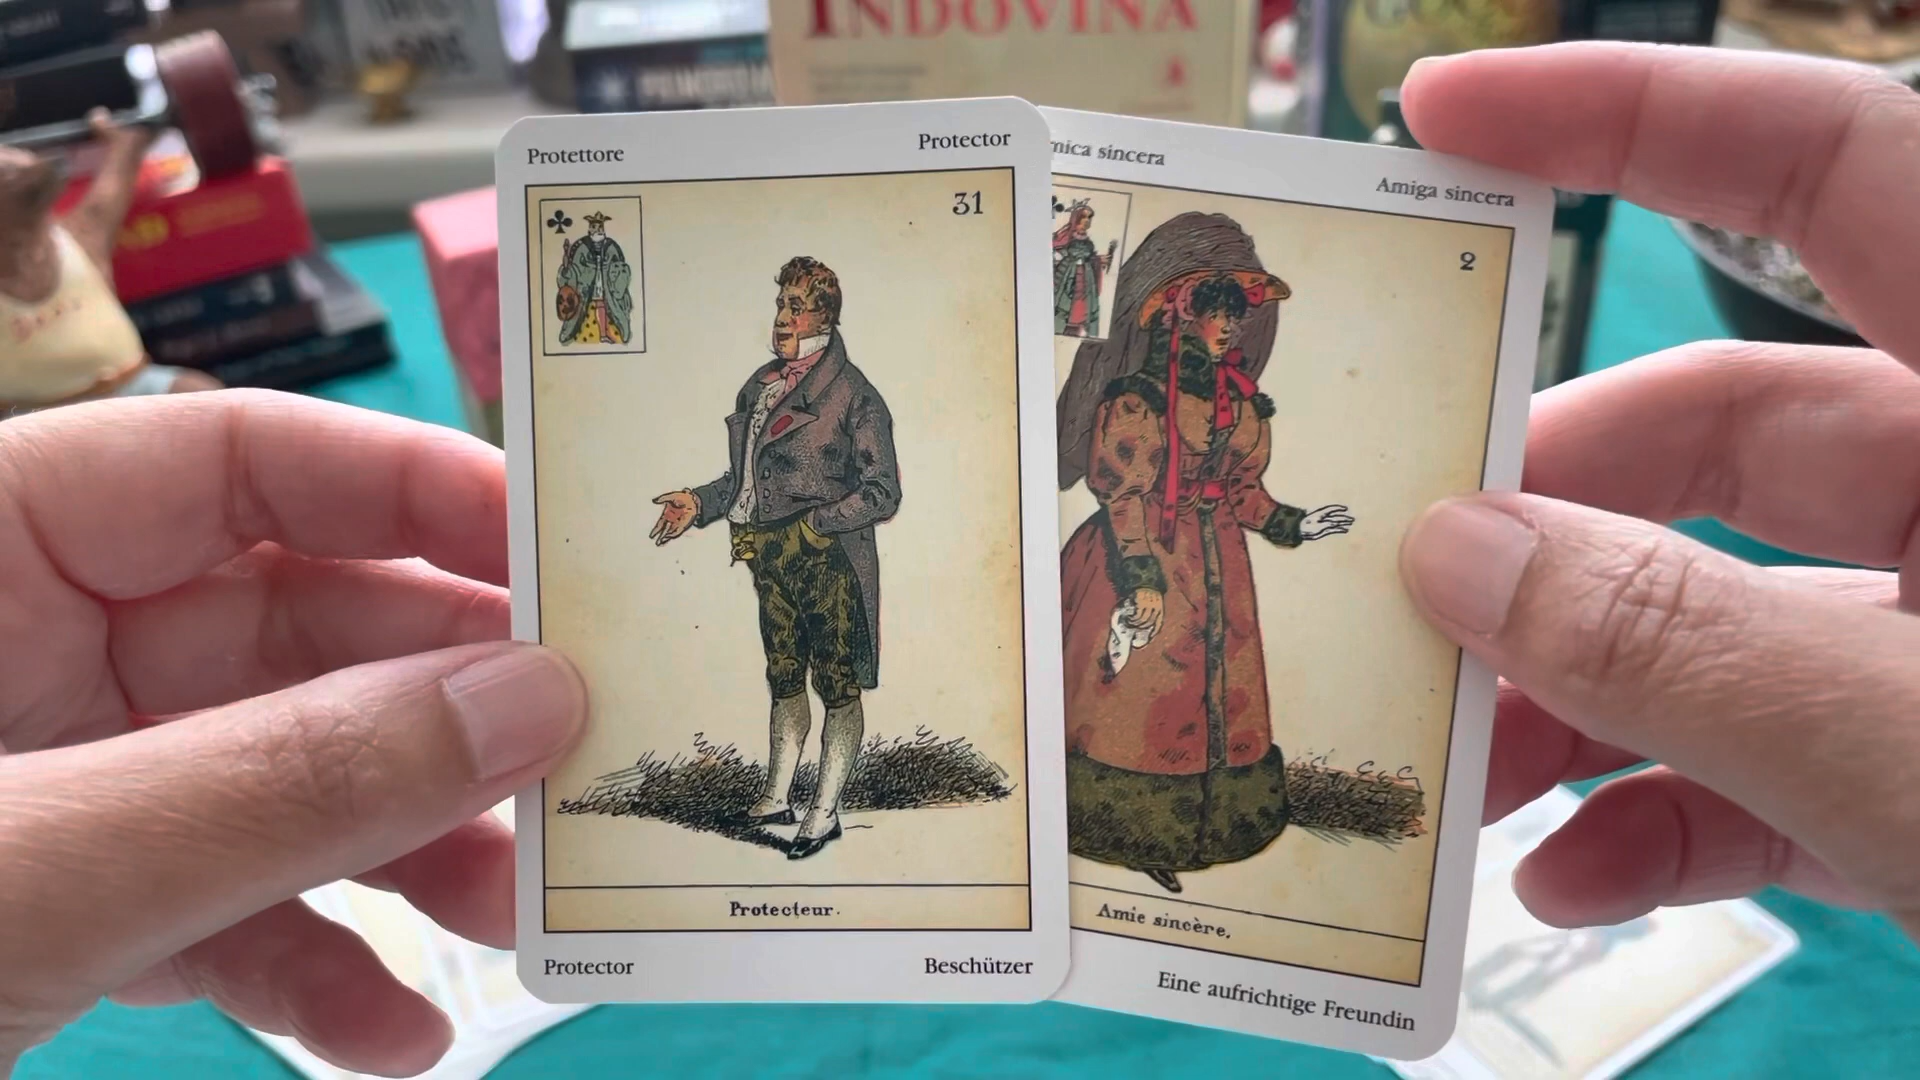 INDOVINA
Protettore
Protector
31
Protecteur.
Protector
Beschützer
mica sincera
Amiga sincera
2
Amie sincère.
Eine aufrichtige Freundin